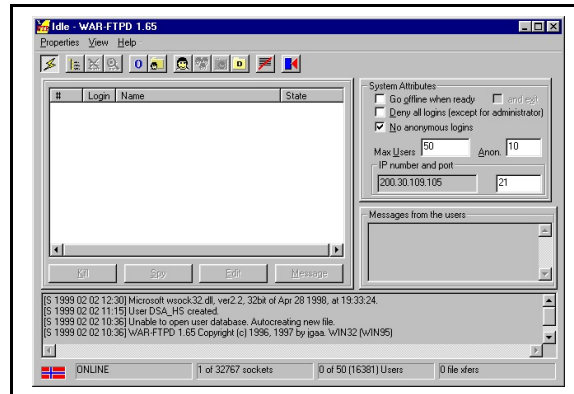 Idle - WAR-FTPD 1.65
Properties View Help
# Login Name State
System Attributes
Go offline when ready and exit
Deny all logins (except for administrator)
No anonymous logins
Max Users 50 Anon. 10
IP number and port
200.30.109.105 21
Messages from the users
Kill Spy Edit Message
[S 1999 02 02 12:30] Microsoft wsock32.dll, ver2.2, 32bit of Apr 28 1998, at 19:33:24.
[S 1999 02 02 11:15] User DSA_HS created.
[S 1999 02 02 10:36] Unable to open user database. Autocreating new file.
[S 1999 02 02 10:36] WAR-FTPD 1.65 Copyright (c) 1996, 1997 by jgaa. WIN32 (WIN95)
ONLINE 1 of 32767 sockets 0 of 50 (16381) Users 0 file xfers